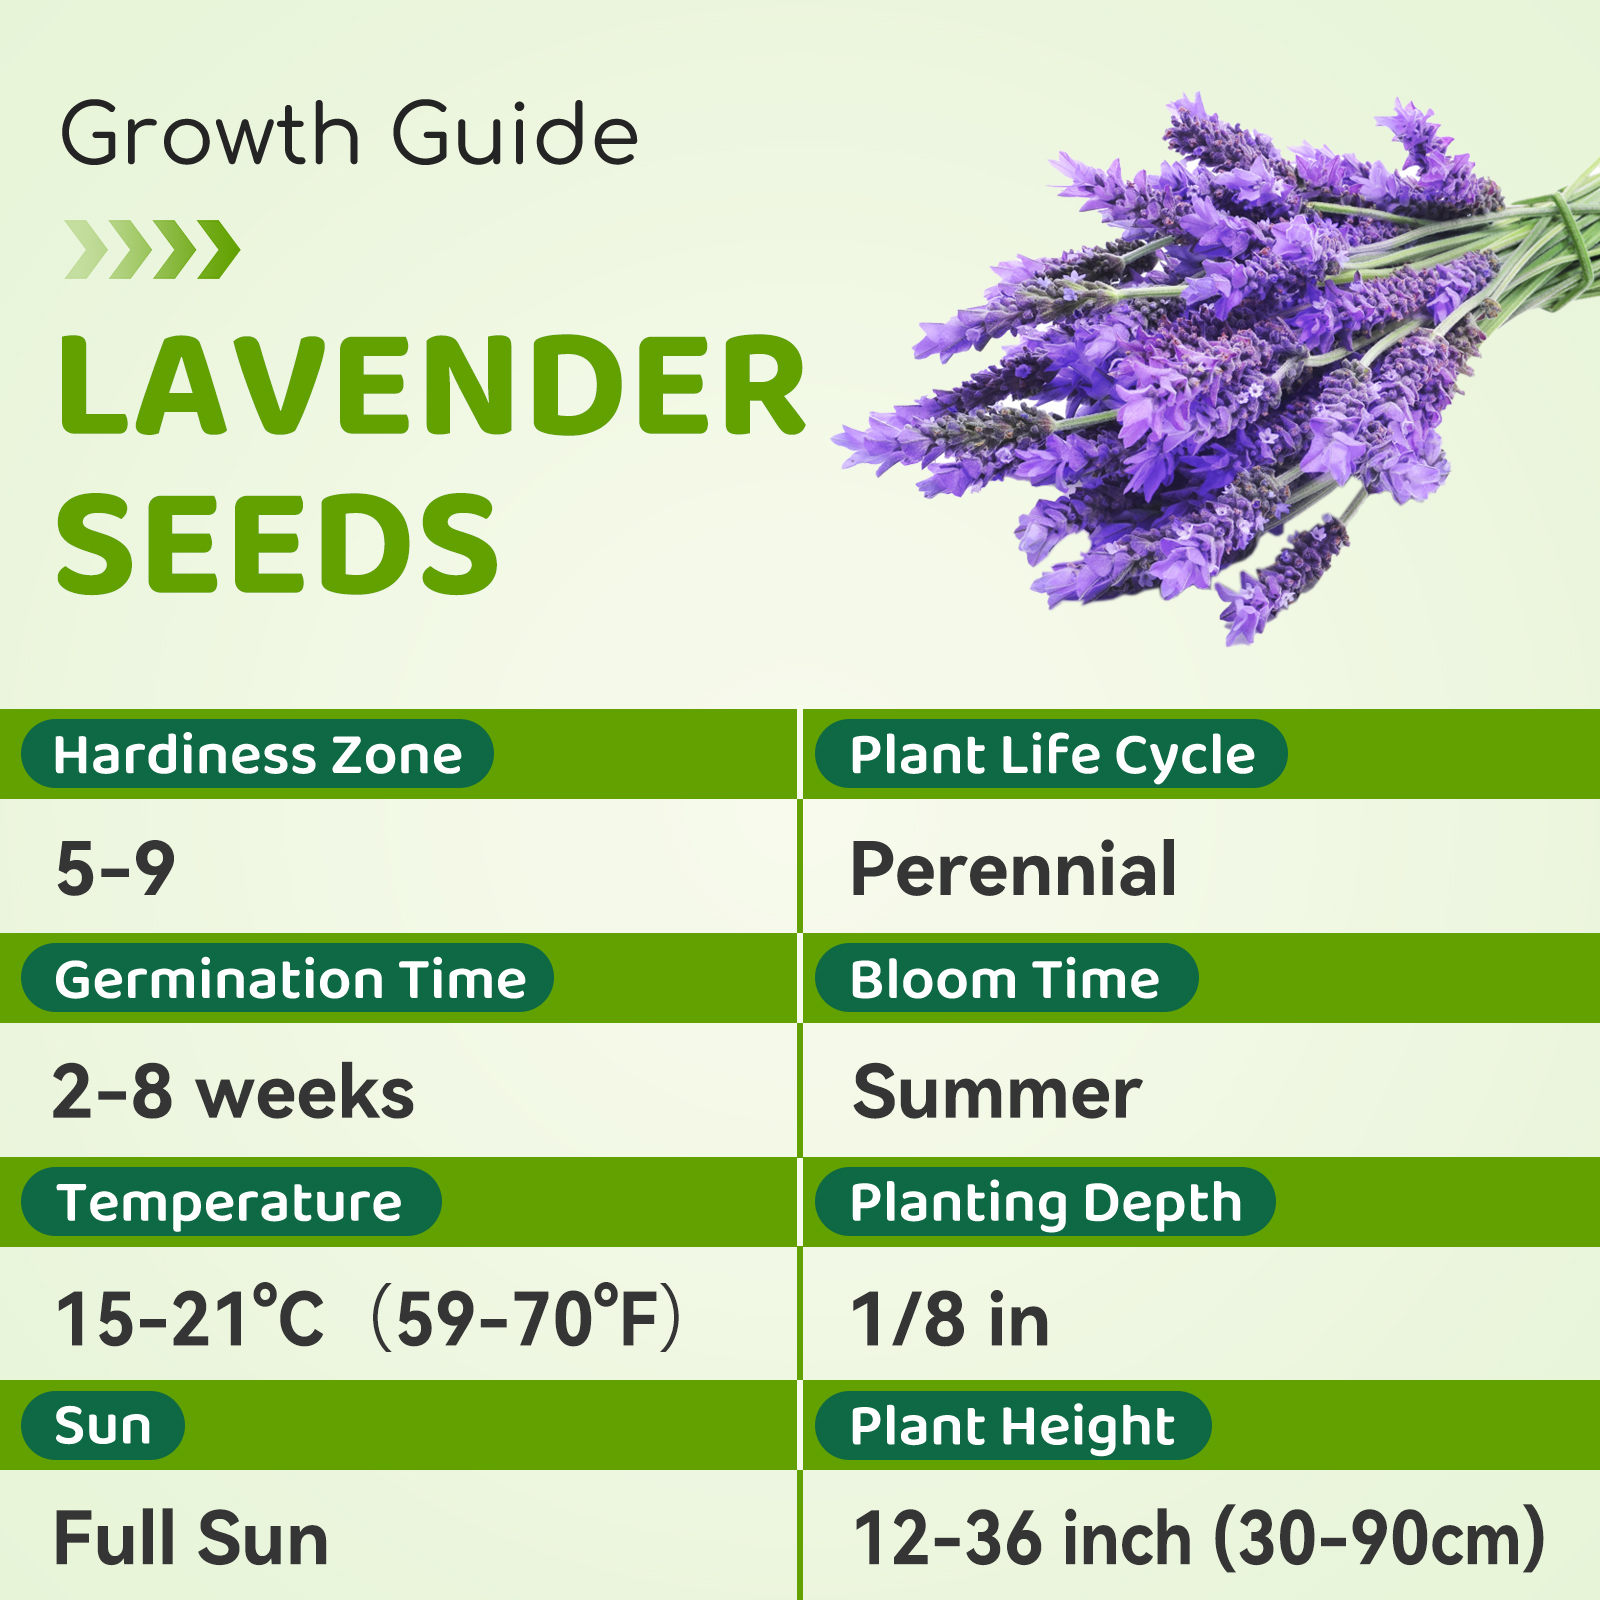 Growth Guide
LAVENDER
SEEDS
Hardiness Zone
Plant Life Cycle
5-9
Perennial
Germination Time
Bloom Time
2-8 weeks
Summer
Temperature
Planting Depth
15-21°C（59-70°F）
1/8 in
Sun
Plant Height
Full Sun
12-36 inch (30-90cm)